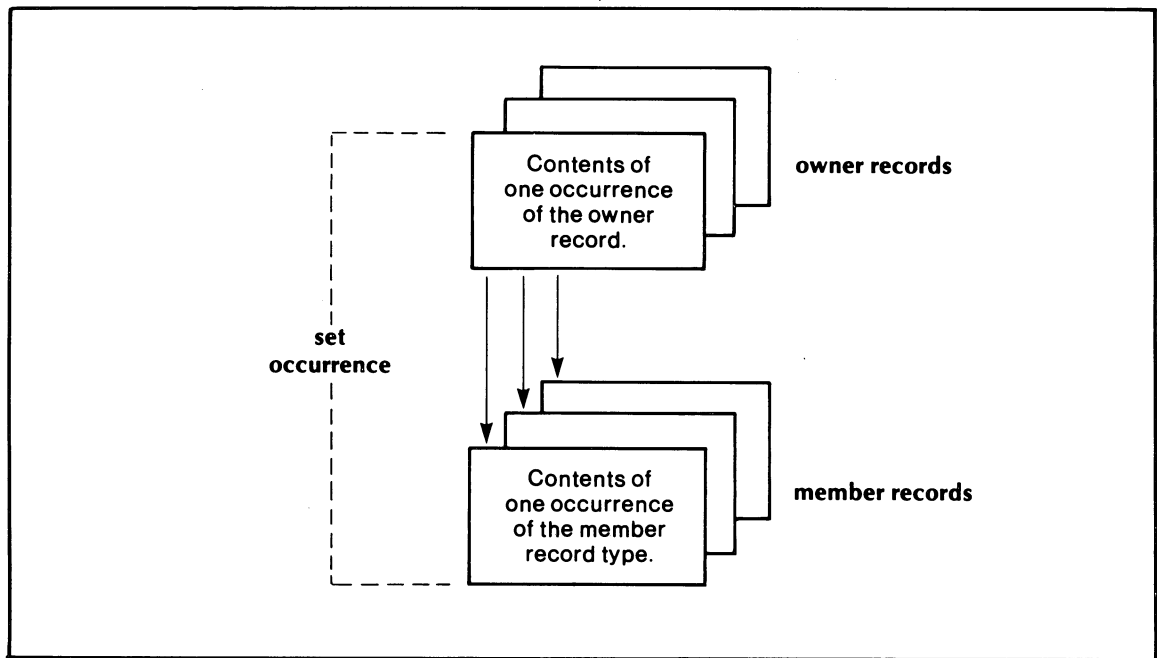 Contents of
one occurrence
of the owner
record.
owner records
set
occurrence
Contents of
one occurrence
of the member
record type.
member records